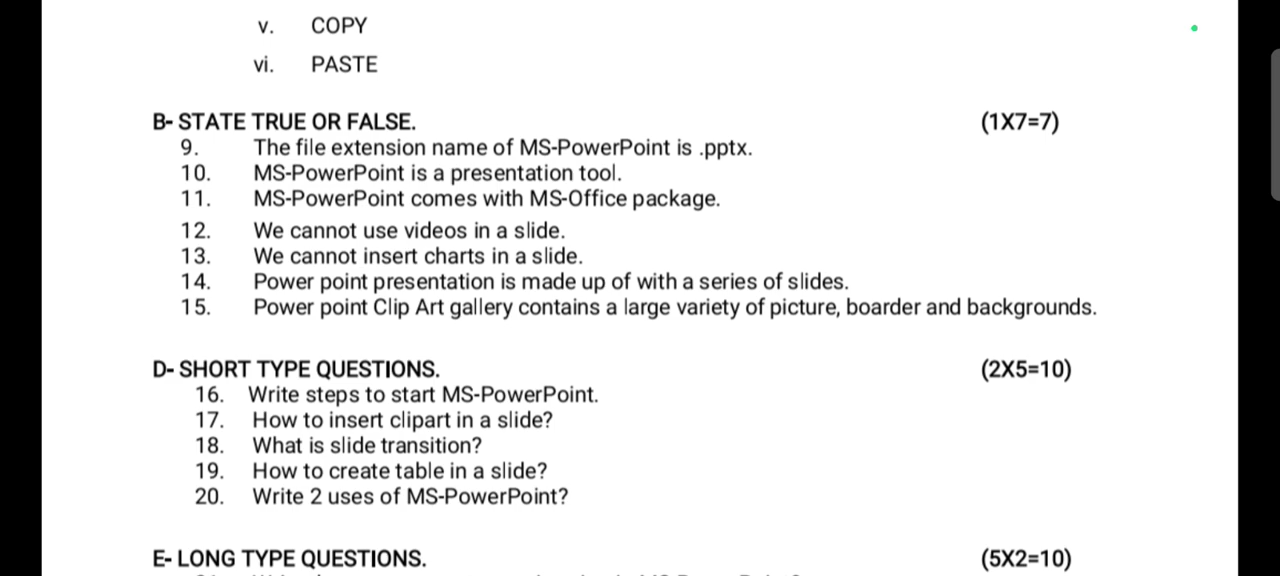 v. COPY
vi. PASTE
B- STATE TRUE OR FALSE. (1X7=7)
9. The file extension name of MS-PowerPoint is .pptx.
10. MS-PowerPoint is a presentation tool.
11. MS-PowerPoint comes with MS-Office package.
12. We cannot use videos in a slide.
13. We cannot insert charts in a slide.
14. Power point presentation is made up of with a series of slides.
15. Power point Clip Art gallery contains a large variety of picture, boarder and backgrounds.
D- SHORT TYPE QUESTIONS. (2X5=10)
16. Write steps to start MS-PowerPoint.
17. How to insert clipart in a slide?
18. What is slide transition?
19. How to create table in a slide?
20. Write 2 uses of MS-PowerPoint?
E- LONG TYPE QUESTIONS. (5X2=10)